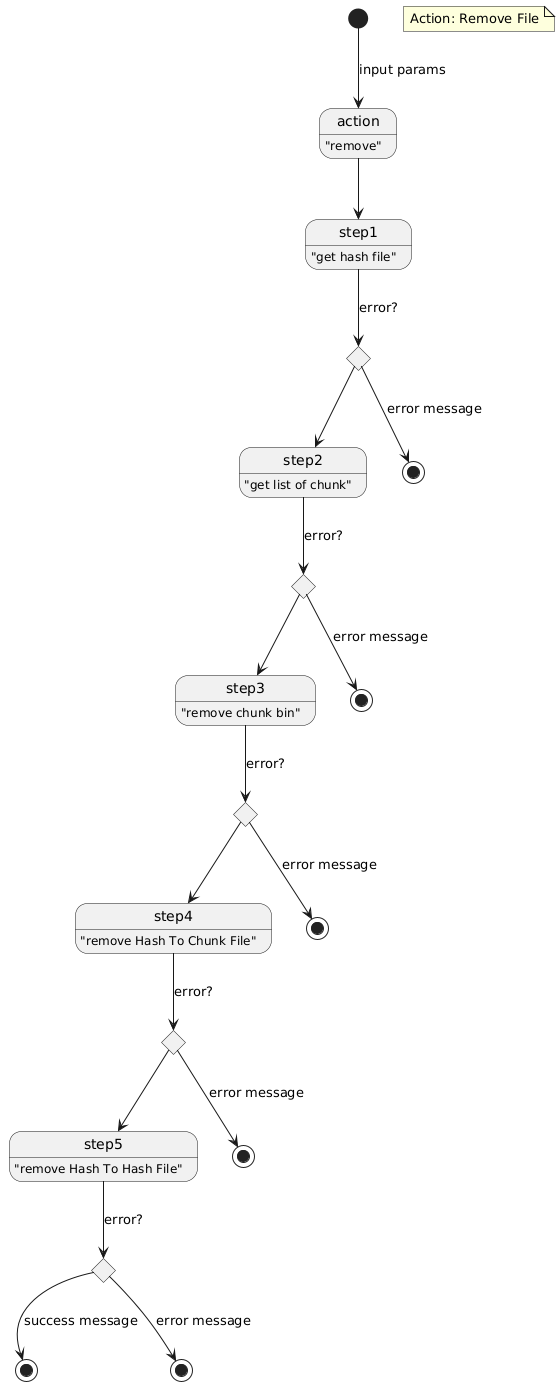 Action: Remove File
input params
action
"remove"
step1
"get hash file"
error?
error message
step2
"get list of chunk"
error?
error message
step3
"remove chunk bin"
error?
error message
step4
"remove Hash To Chunk File"
error?
error message
step5
"remove Hash To Hash File"
error?
success message
error message